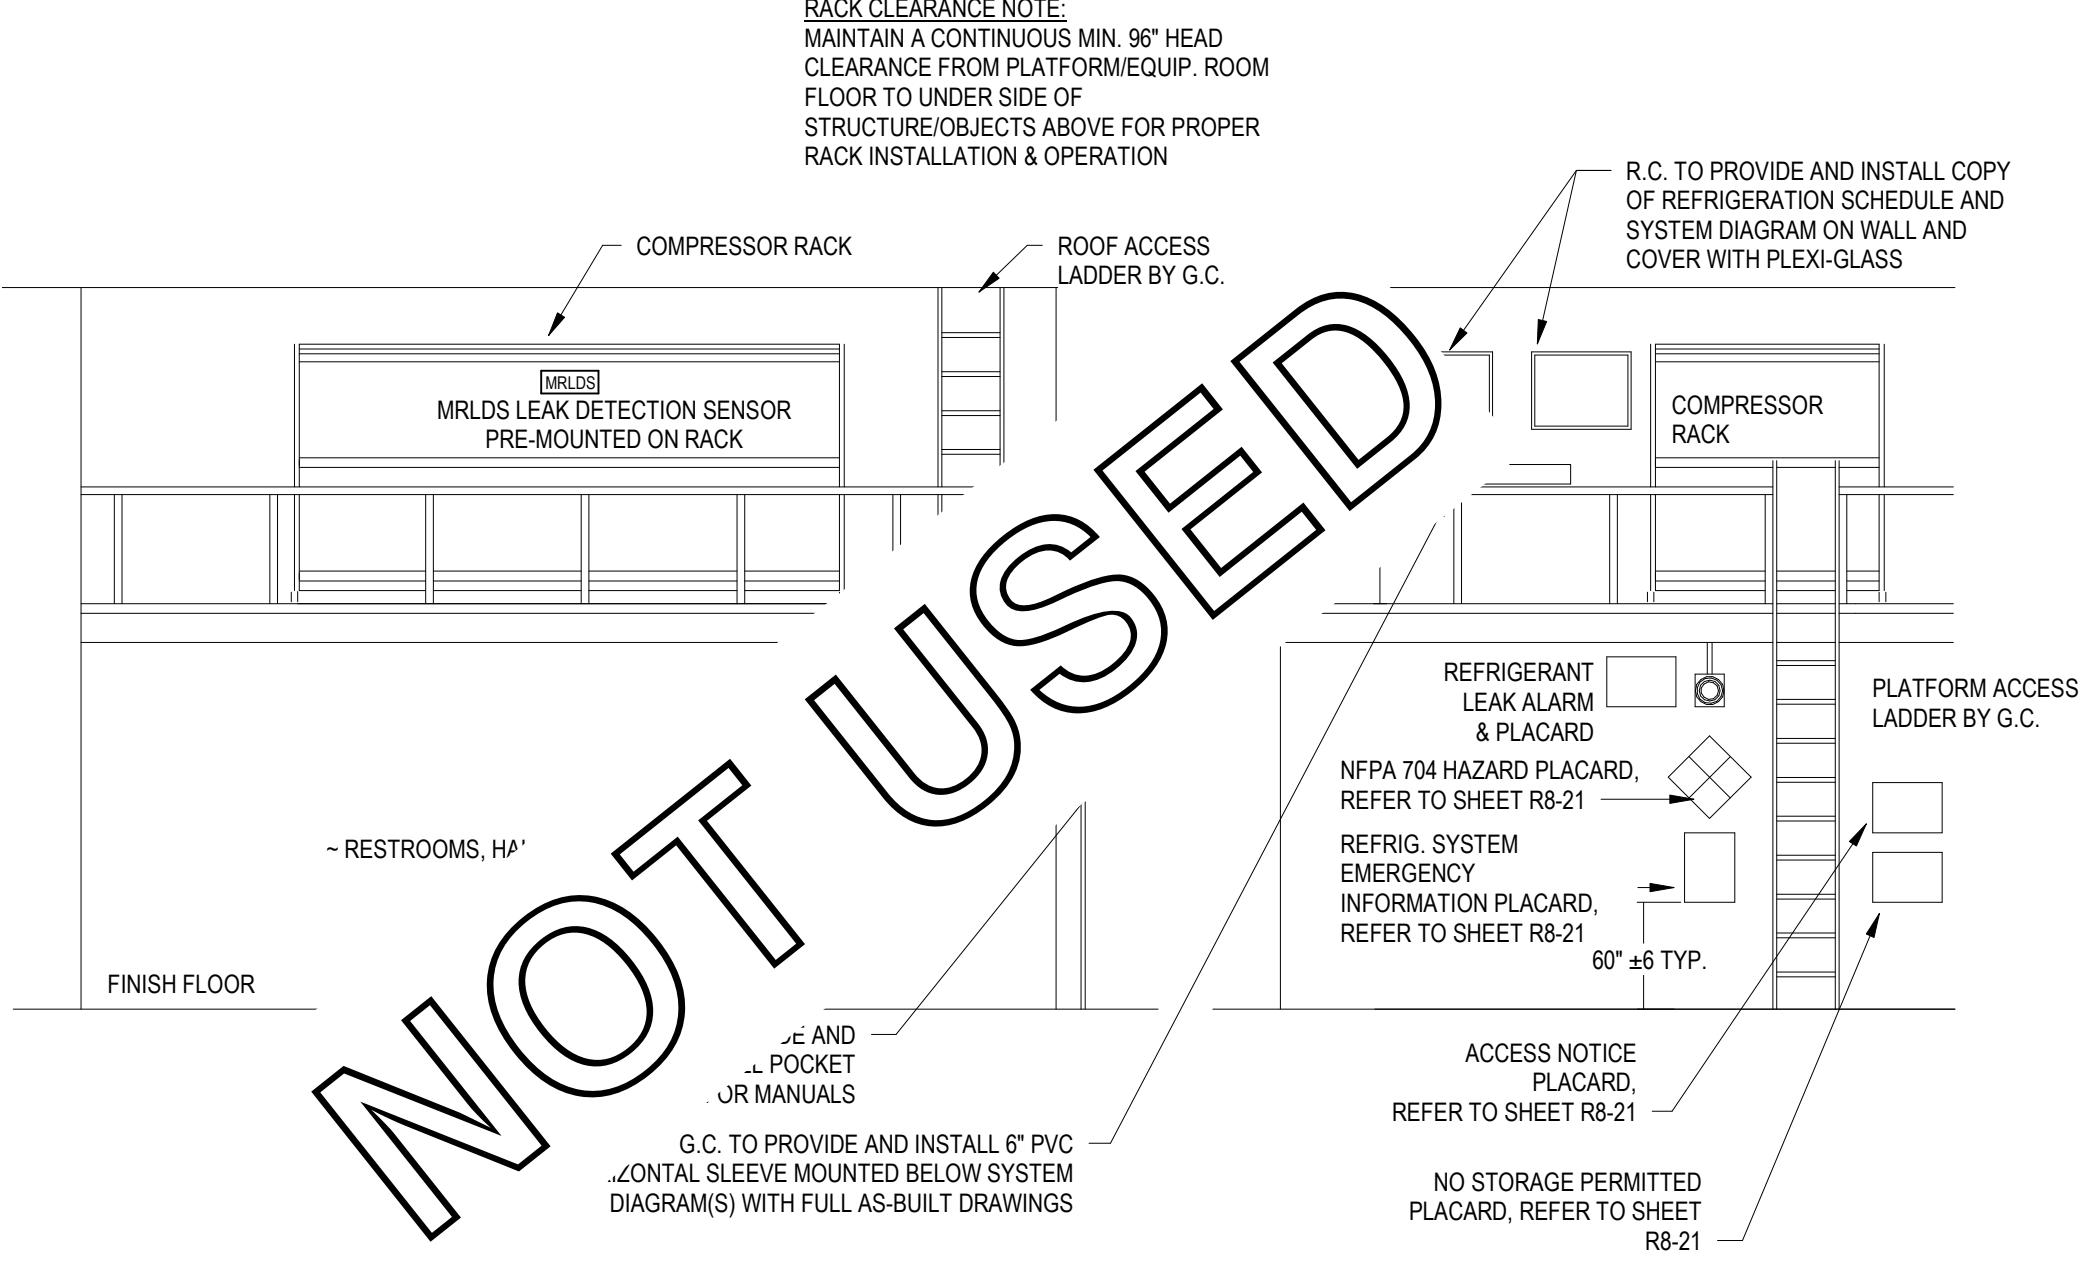 RACK CLEARANCE NOTE:
MAINTAIN A CONTINUOUS MIN. 96" HEAD
CLEARANCE FROM PLATFORM/EQUIP. ROOM
FLOOR TO UNDER SIDE OF
STRUCTURE/OBJECTS ABOVE FOR PROPER
RACK INSTALLATION & OPERATION
R.C. TO PROVIDE AND INSTALL COPY
OF REFRIGERATION SCHEDULE AND
SYSTEM DIAGRAM ON WALL AND
COVER WITH PLEXI-GLASS
COMPRESSOR RACK
ROOF ACCESS
LADDER BY G.C.
MRLDS
MRLDS LEAK DETECTION SENSOR
PRE-MOUNTED ON RACK
COMPRESSOR
RACK
NOT USED
REFRIGERANT
LEAK ALARM
& PLACARD
PLATFORM ACCESS
LADDER BY G.C.
NFPA 704 HAZARD PLACARD,
REFER TO SHEET R8-21
REFRIG. SYSTEM
EMERGENCY
INFORMATION PLACARD,
REFER TO SHEET R8-21
60" ±6 TYP.
~ RESTROOMS,
FINISH FLOOR
AND
POCKET
MANUALS
G.C. TO PROVIDE AND INSTALL 6" PVC
SLEEVE MOUNTED BELOW SYSTEM
DIAGRAM(S) WITH FULL AS-BUILT DRAWINGS
ACCESS NOTICE
PLACARD,
REFER TO SHEET R8-21
NO STORAGE PERMITTED
PLACARD, REFER TO SHEET
R8-21